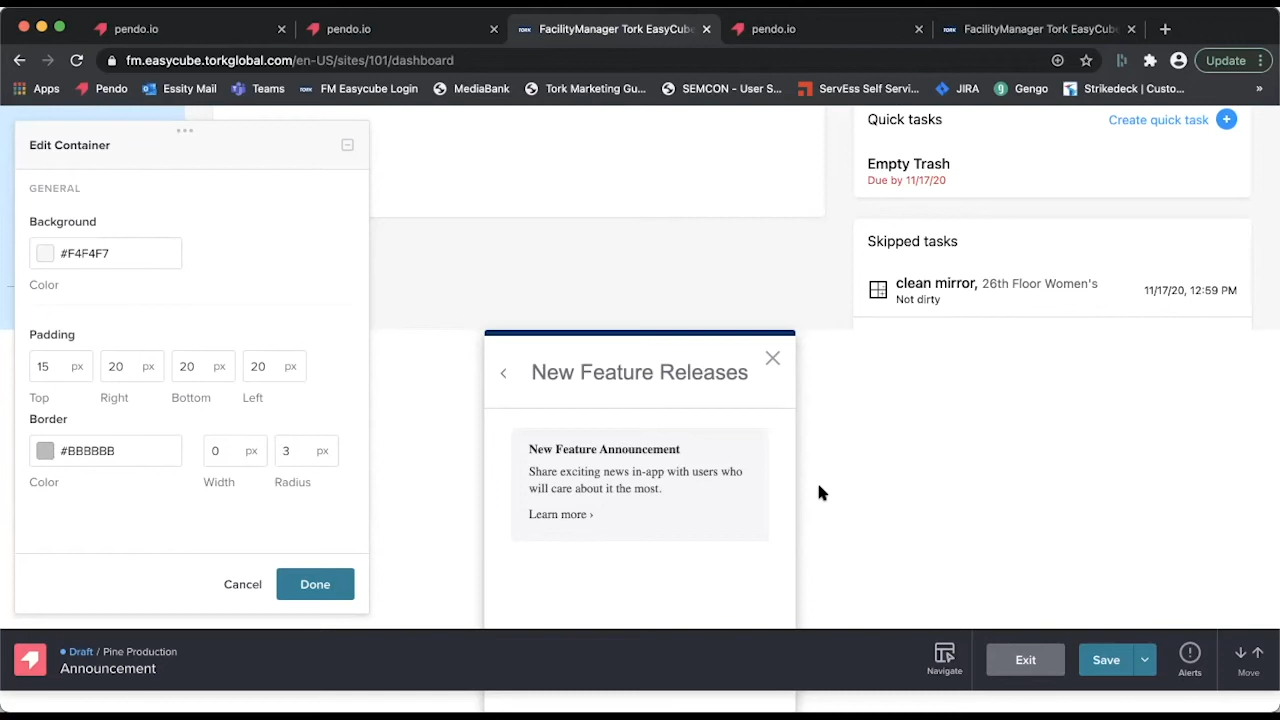 pendo.io
pendo.io
FacilityManager Tork EasyCube
pendo.io
FacilityManager Tork EasyCube
fm.easycube.torkglobal.com/en-US/sites/101/dashboard
Update
Apps
Pendo
Essity Mail
Teams
FM Easycube Login
MediaBank
Tork Marketing Gu...
SEMCON - User S...
ServEss Self Servi...
JIRA
Gengo
Strikedeck | Custo...
»
Edit Container
GENERAL
Background
#F4F4F7
Color
Padding
15 px
20 px
20 px
20 px
Top
Right
Bottom
Left
Border
#BBBBBB
0 px
3 px
Color
Width
Radius
Cancel
Done
Quick tasks
Create quick task
Empty Trash
Due by 11/17/20
Skipped tasks
clean mirror, 26th Floor Women's
Not dirty
11/17/20, 12:59 PM
New Feature Releases
New Feature Announcement
Share exciting news in-app with users who
will care about it the most.
Learn more ›
Draft / Pine Production
Announcement
Navigate
Exit
Save
Alerts
Move